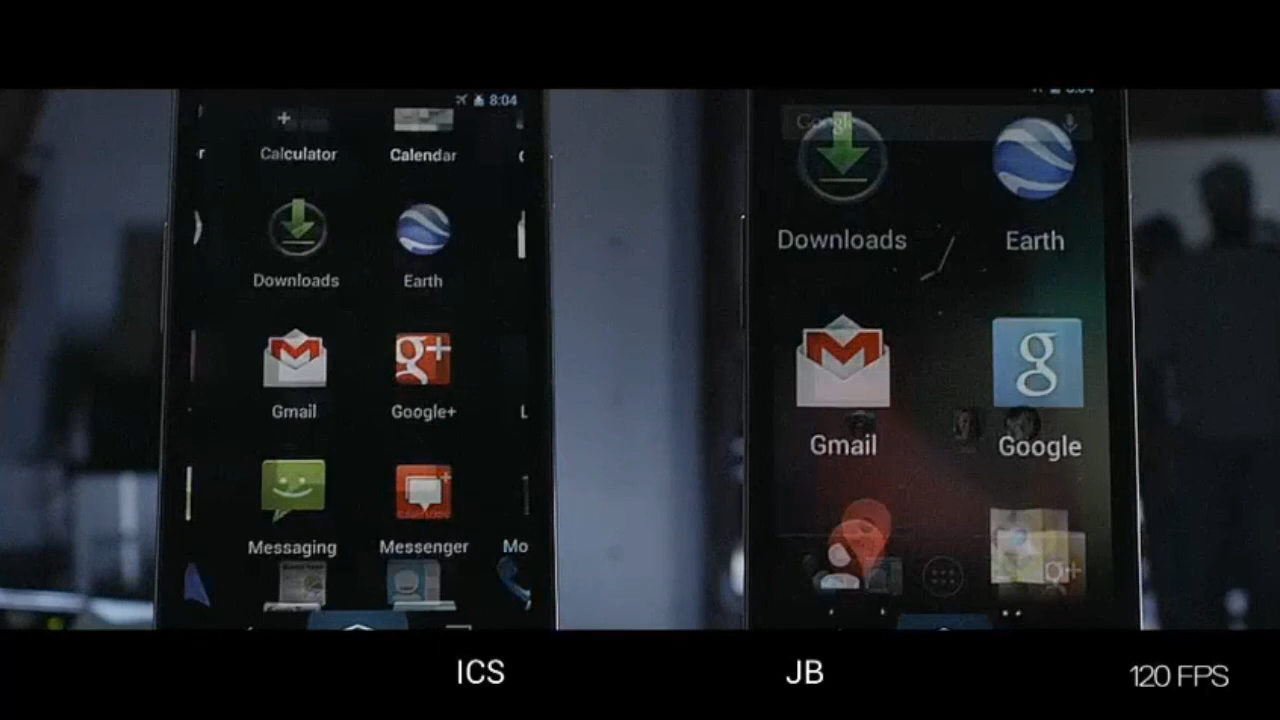 8:04
Google
Calculator
Calendar
Downloads
Earth
Downloads
Earth
Gmail
Google+
Gmail
Google
Messaging
Messenger
Mo
ICS
JB
120 FPS